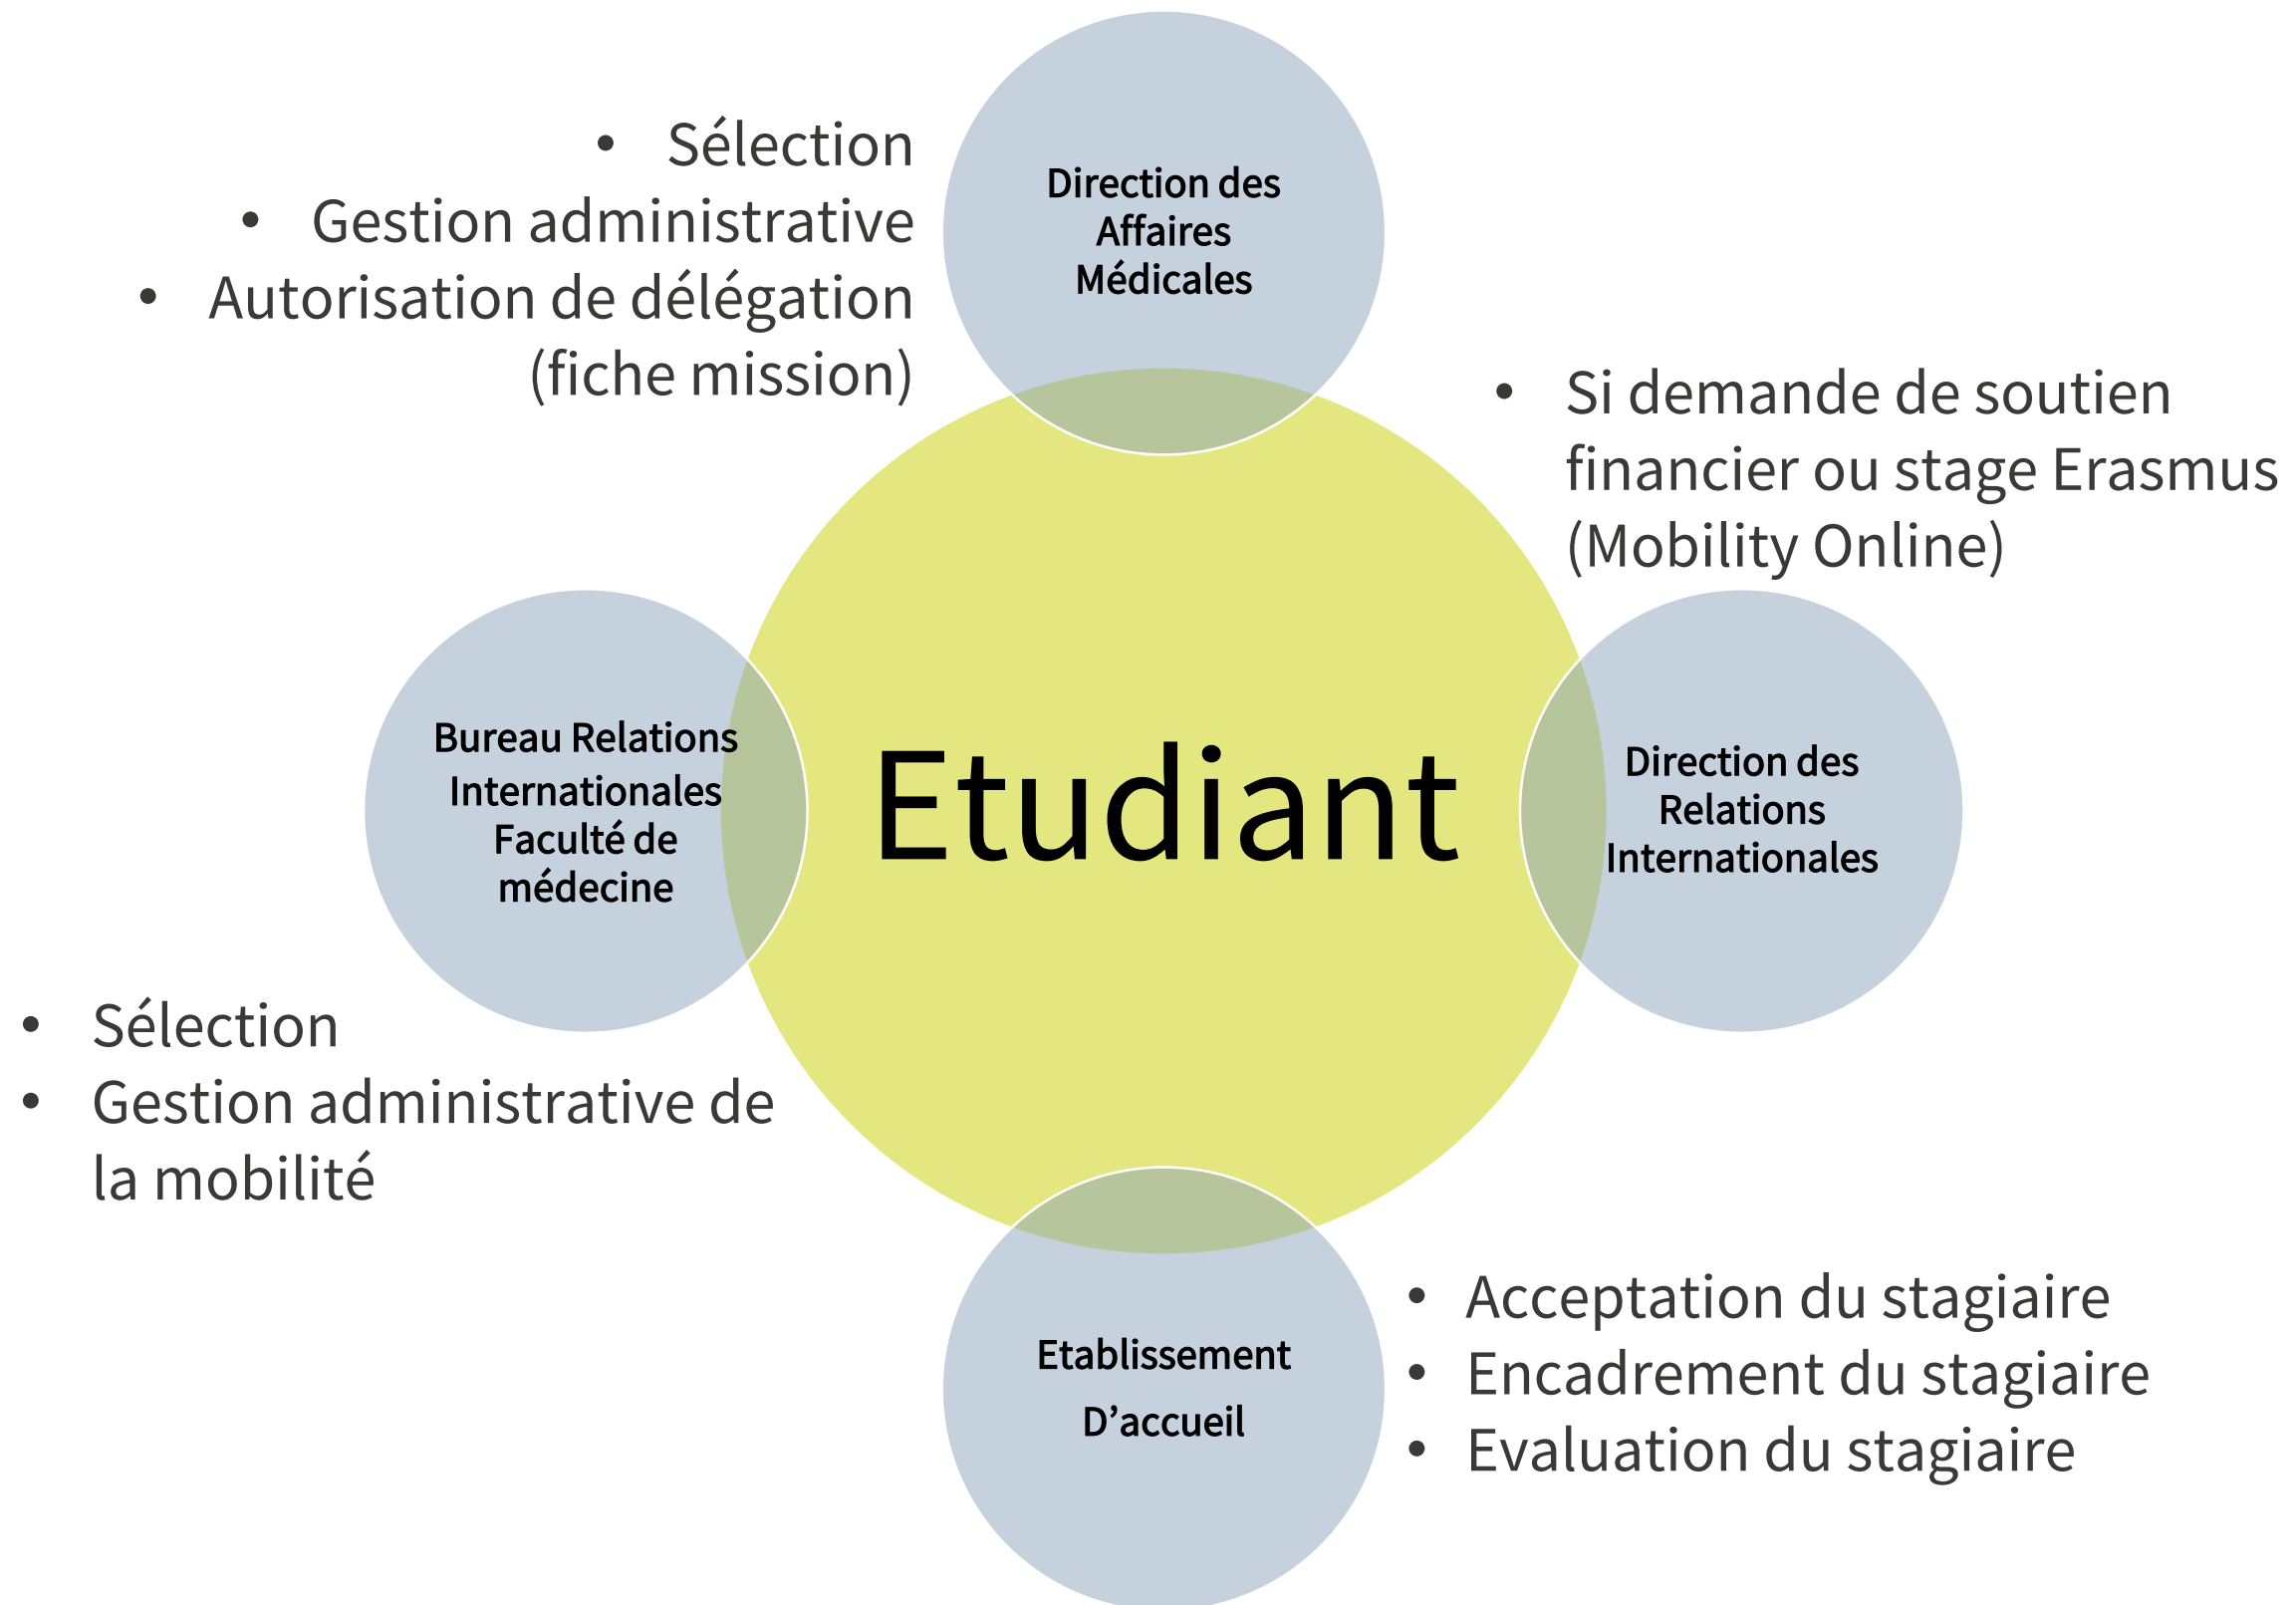 • Sélection
• Gestion administrative
• Autorisation de délégation
(fiche mission)
Direction des
Affaires
Médicales
• Si demande de soutien
financier ou stage Erasmus
(Mobility Online)
Bureau Relations
Internationales
Faculté de
médecine
Etudiant
Direction des
Relations
Internationales
• Sélection
• Gestion administrative de
la mobilité
Etablissement
D’accueil
• Acceptation du stagiaire
• Encadrement du stagiaire
• Evaluation du stagiaire